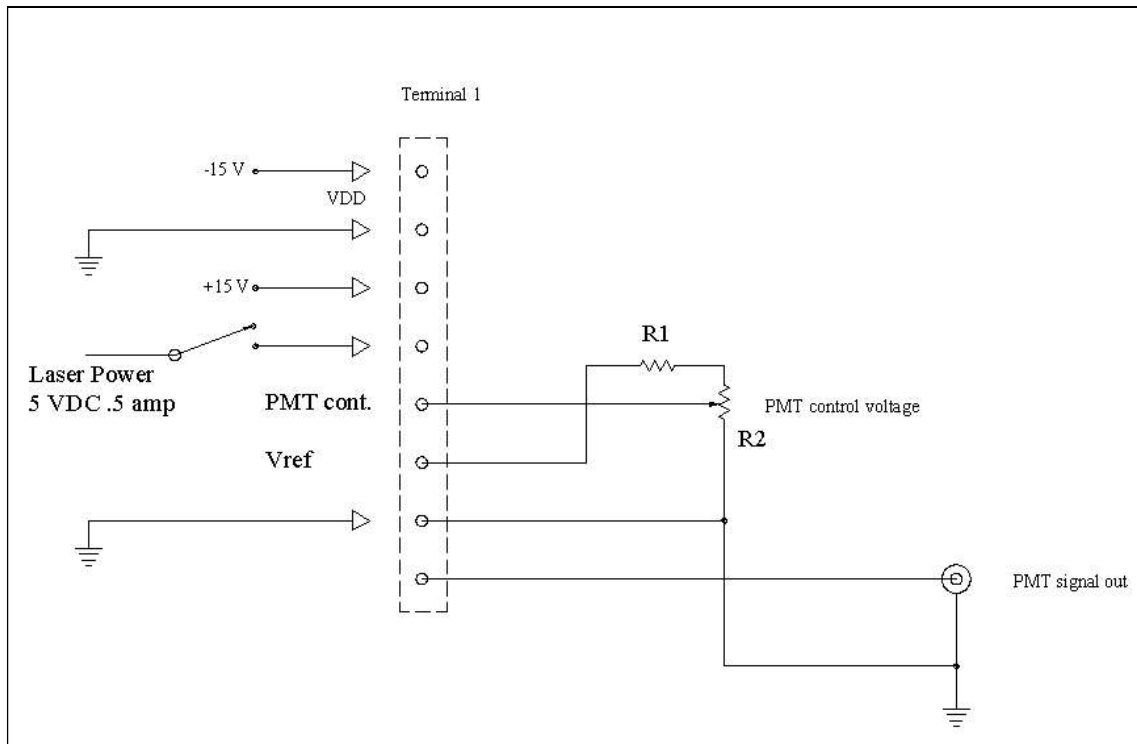 Terminal 1
-15 V
VDD
+15 V
R1
Laser Power
5 VDC .5 amp
PMT cont.
PMT control voltage
R2
Vref
PMT signal out